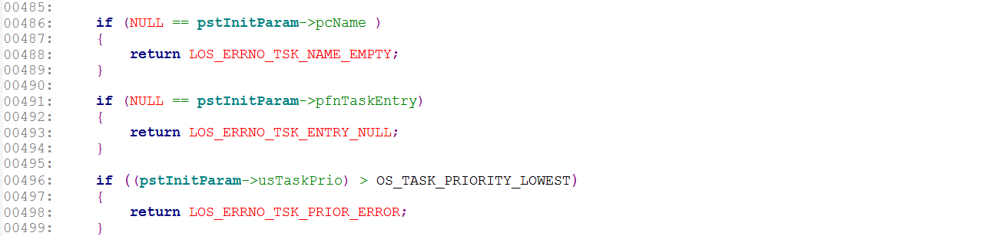 00485:
00486:     if (NULL == pstInitParam->pcName )
00487:     {
00488:         return LOS_ERRNO_TSK_NAME_EMPTY;
00489:     }
00490:
00491:     if (NULL == pstInitParam->pfnTaskEntry)
00492:     {
00493:         return LOS_ERRNO_TSK_ENTRY_NULL;
00494:     }
00495:
00496:     if ((pstInitParam->usTaskPrio) > OS_TASK_PRIORITY_LOWEST)
00497:     {
00498:         return LOS_ERRNO_TSK_PRIOR_ERROR;
00499:     }